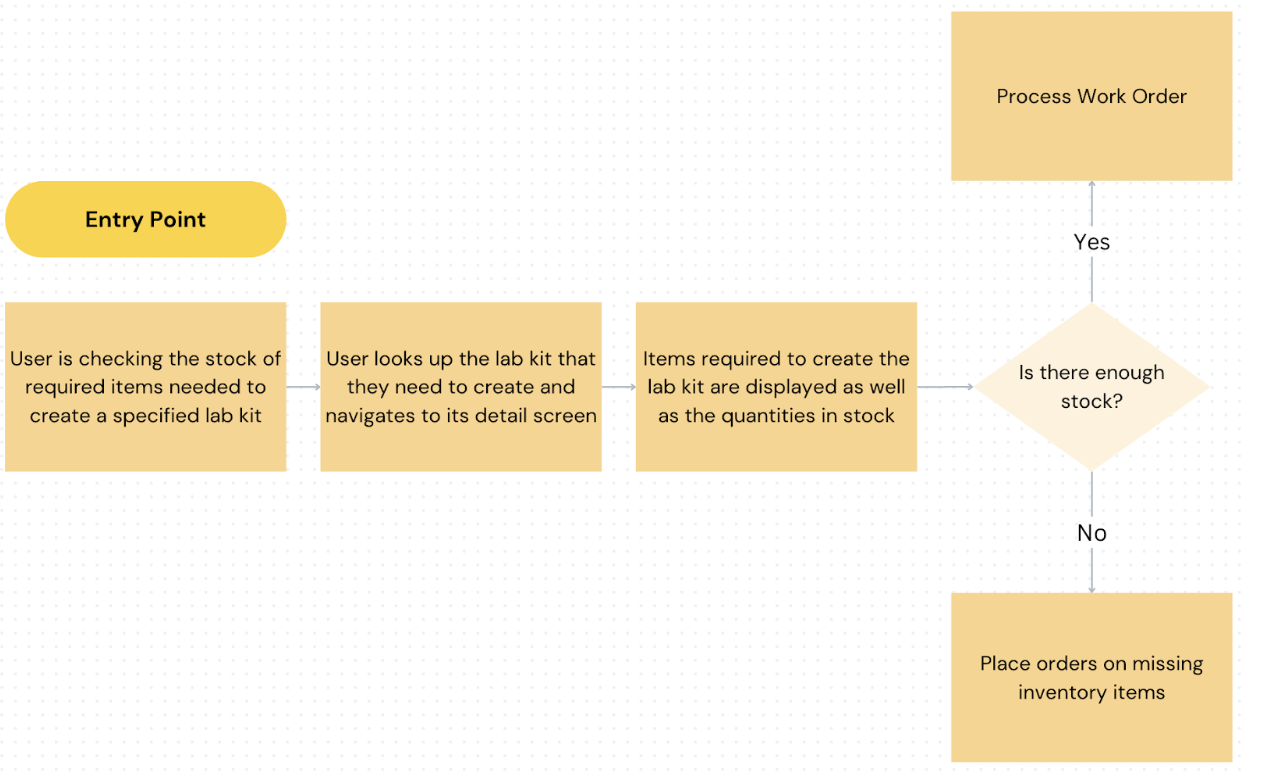 Entry Point
User is checking the stock of
required items needed to
create a specified lab kit
User looks up the lab kit that
they need to create and
navigates to its detail screen
Items required to create the
lab kit are displayed as well
as the quantities in stock
Is there enough
stock?
Yes
Process Work Order
No
Place orders on missing
inventory items